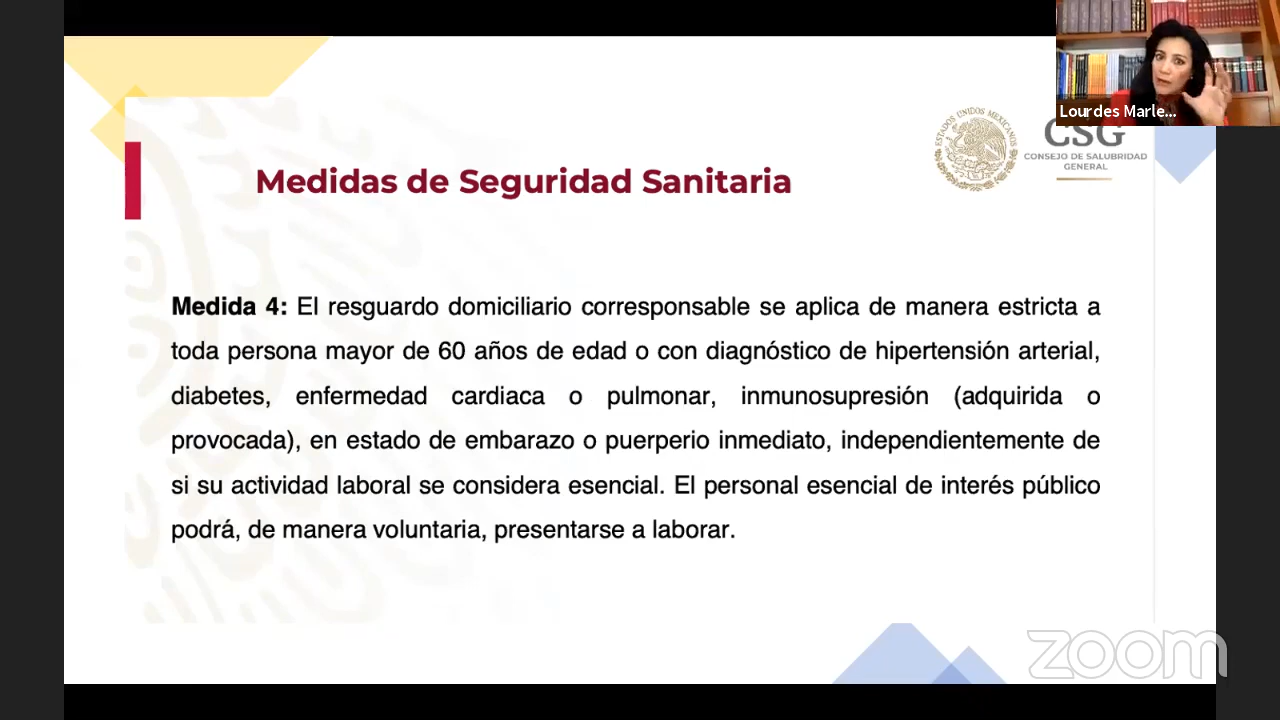 Lourdes Marle...
ESTADOS UNIDOS MEXICANOS
CSG
CONSEJO DE SALUBRIDAD
GENERAL
Medidas de Seguridad Sanitaria
Medida 4: El resguardo domiciliario corresponsable se aplica de manera estricta a
toda persona mayor de 60 años de edad o con diagnóstico de hipertensión arterial,
diabetes, enfermedad cardiaca o pulmonar, inmunosupresión (adquirida o
provocada), en estado de embarazo o puerperio inmediato, independientemente de
si su actividad laboral se considera esencial. El personal esencial de interés público
podrá, de manera voluntaria, presentarse a laborar.
zoom